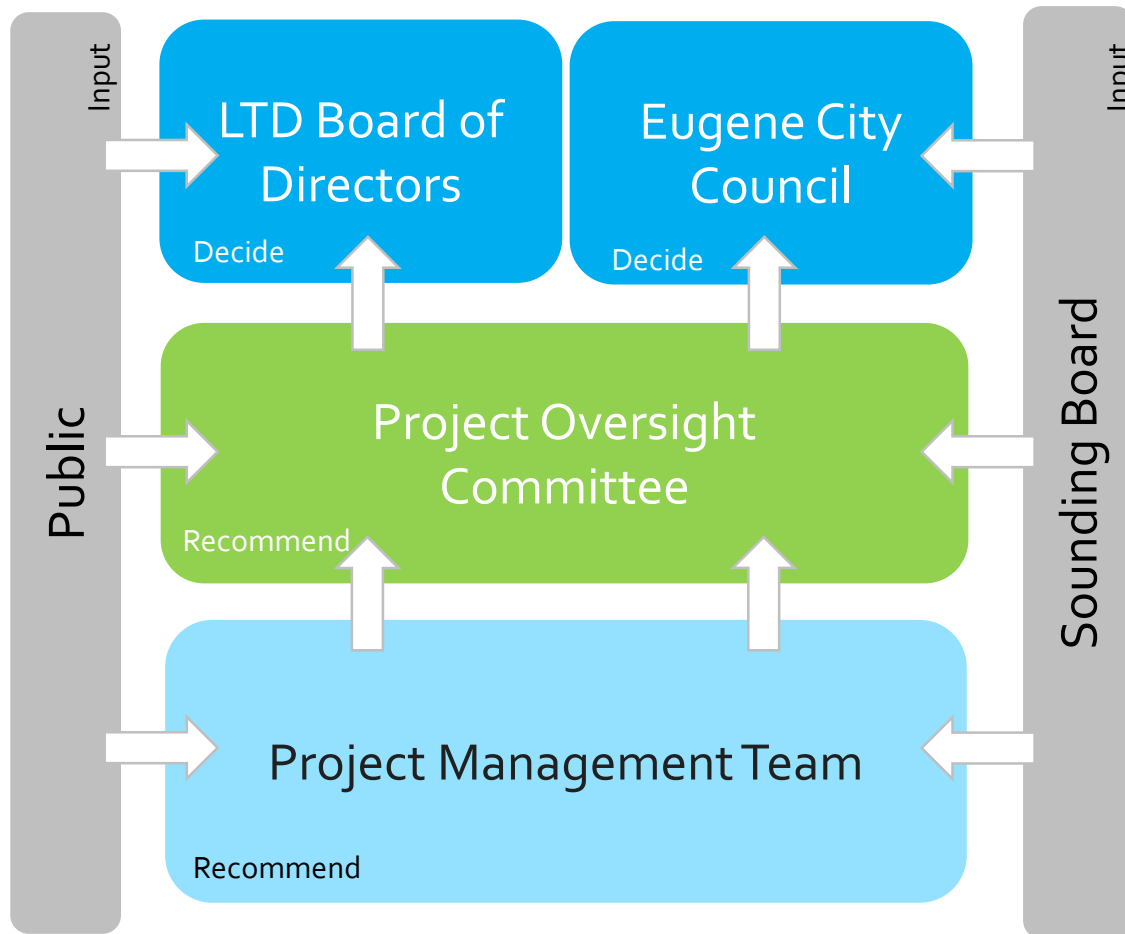 Input
Public
LTD Board of
Directors
Decide
Eugene City
Council
Decide
Project Oversight
Committee
Recommend
Project Management Team
Recommend
Input
Sounding Board